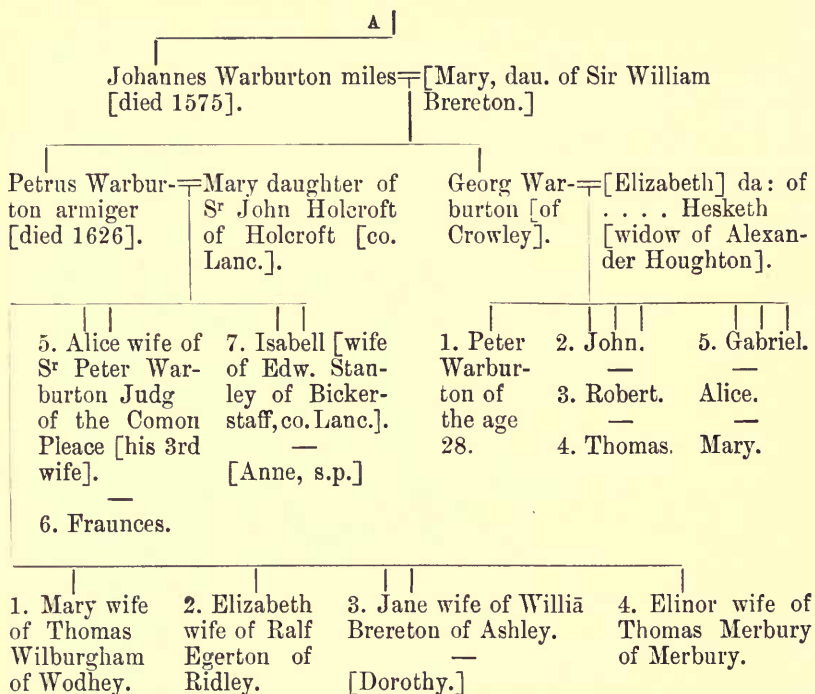 A
Johannes Warburton miles=[Mary, dau. of Sir William
[died 1575]. Brereton.]
Petrus Warbur-=Mary daughter of
ton armiger Sr John Holcroft
[died 1626]. of Holcroft [co.
Lanc.].
Georg War-=[Elizabeth] da: of
burton [of . . . . Hesketh
Crowley]. [widow of Alexan-
der Houghton].
5. Alice wife of
Sr Peter War-
burton Judg
of the Comon
Pleace [his 3rd
wife].
—
6. Fraunces.
7. Isabell [wife
of Edw. Stan-
ley of Bicker-
staff, co. Lanc.].
—
[Anne, s.p.]
1. Peter
Warbur-
ton of
the age
28.
2. John.
—
3. Robert.
—
4. Thomas.
5. Gabriel.
—
Alice.
—
Mary.
1. Mary wife
of Thomas
Wilburgham
of Wodhey.
2. Elizabeth
wife of Ralf
Egerton of
Ridley.
3. Jane wife of Williā
Brereton of Ashley.
—
[Dorothy.]
4. Elinor wife of
Thomas Merbury
of Merbury.